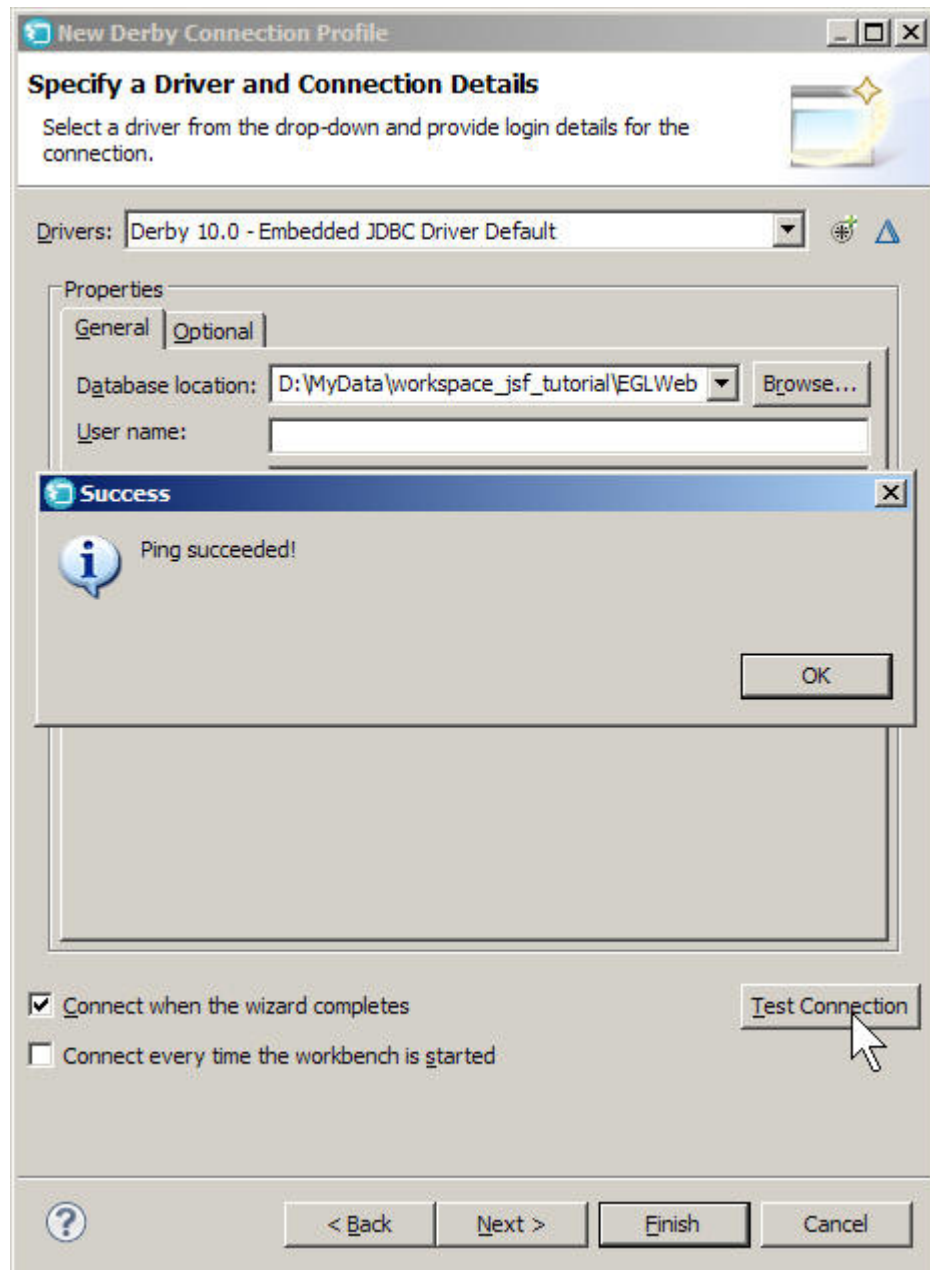 New Derby Connection Profile
Specify a Driver and Connection Details
Select a driver from the drop-down and provide login details for the
connection.
Drivers: Derby 10.0 - Embedded JDBC Driver Default
Properties
General Optional
Database location: D:\MyData\workspace_jsf_tutorial\EGLWeb Browse...
User name:
Success
Ping succeeded!
OK
Connect when the wizard completes Test Connection
Connect every time the workbench is started
? < Back Next > Finish Cancel